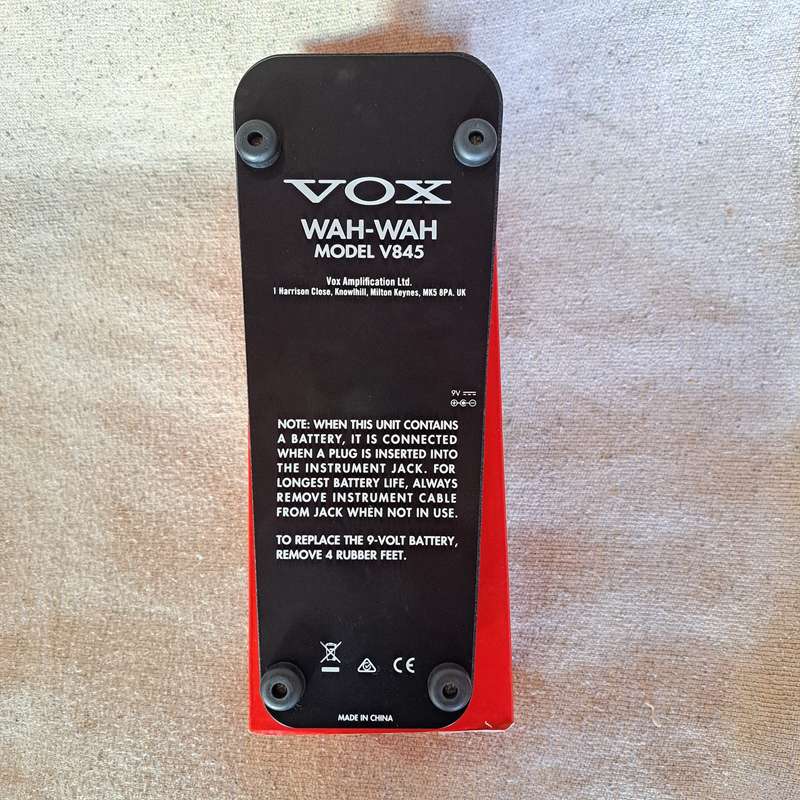 VOX
WAH-WAH
MODEL V845
Vox Amplification Ltd.
1 Harrison Close, Knowlhill, Milton Keynes, MK5 8PA. UK
9V
NOTE: WHEN THIS UNIT CONTAINS
A BATTERY, IT IS CONNECTED
WHEN A PLUG IS INSERTED INTO
THE INSTRUMENT JACK. FOR
LONGEST BATTERY LIFE, ALWAYS
REMOVE INSTRUMENT CABLE
FROM JACK WHEN NOT IN USE.
TO REPLACE THE 9-VOLT BATTERY,
REMOVE 4 RUBBER FEET.
CE
MADE IN CHINA